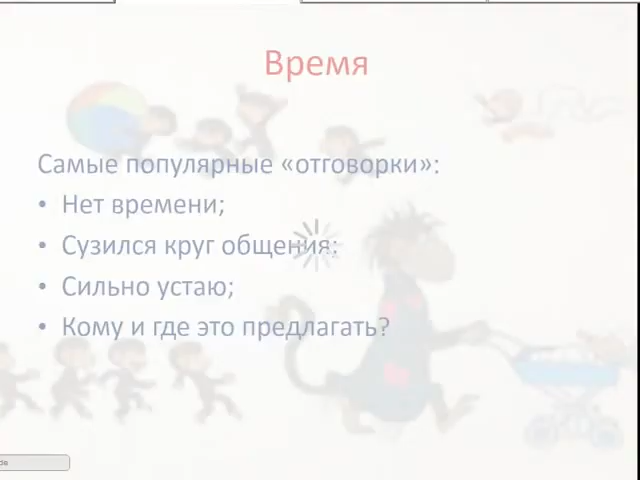 Время
Самые популярные «отговорки»:
• Нет времени;
• Сузился круг общения;
• Сильно устаю;
• Кому и где это предлагать?